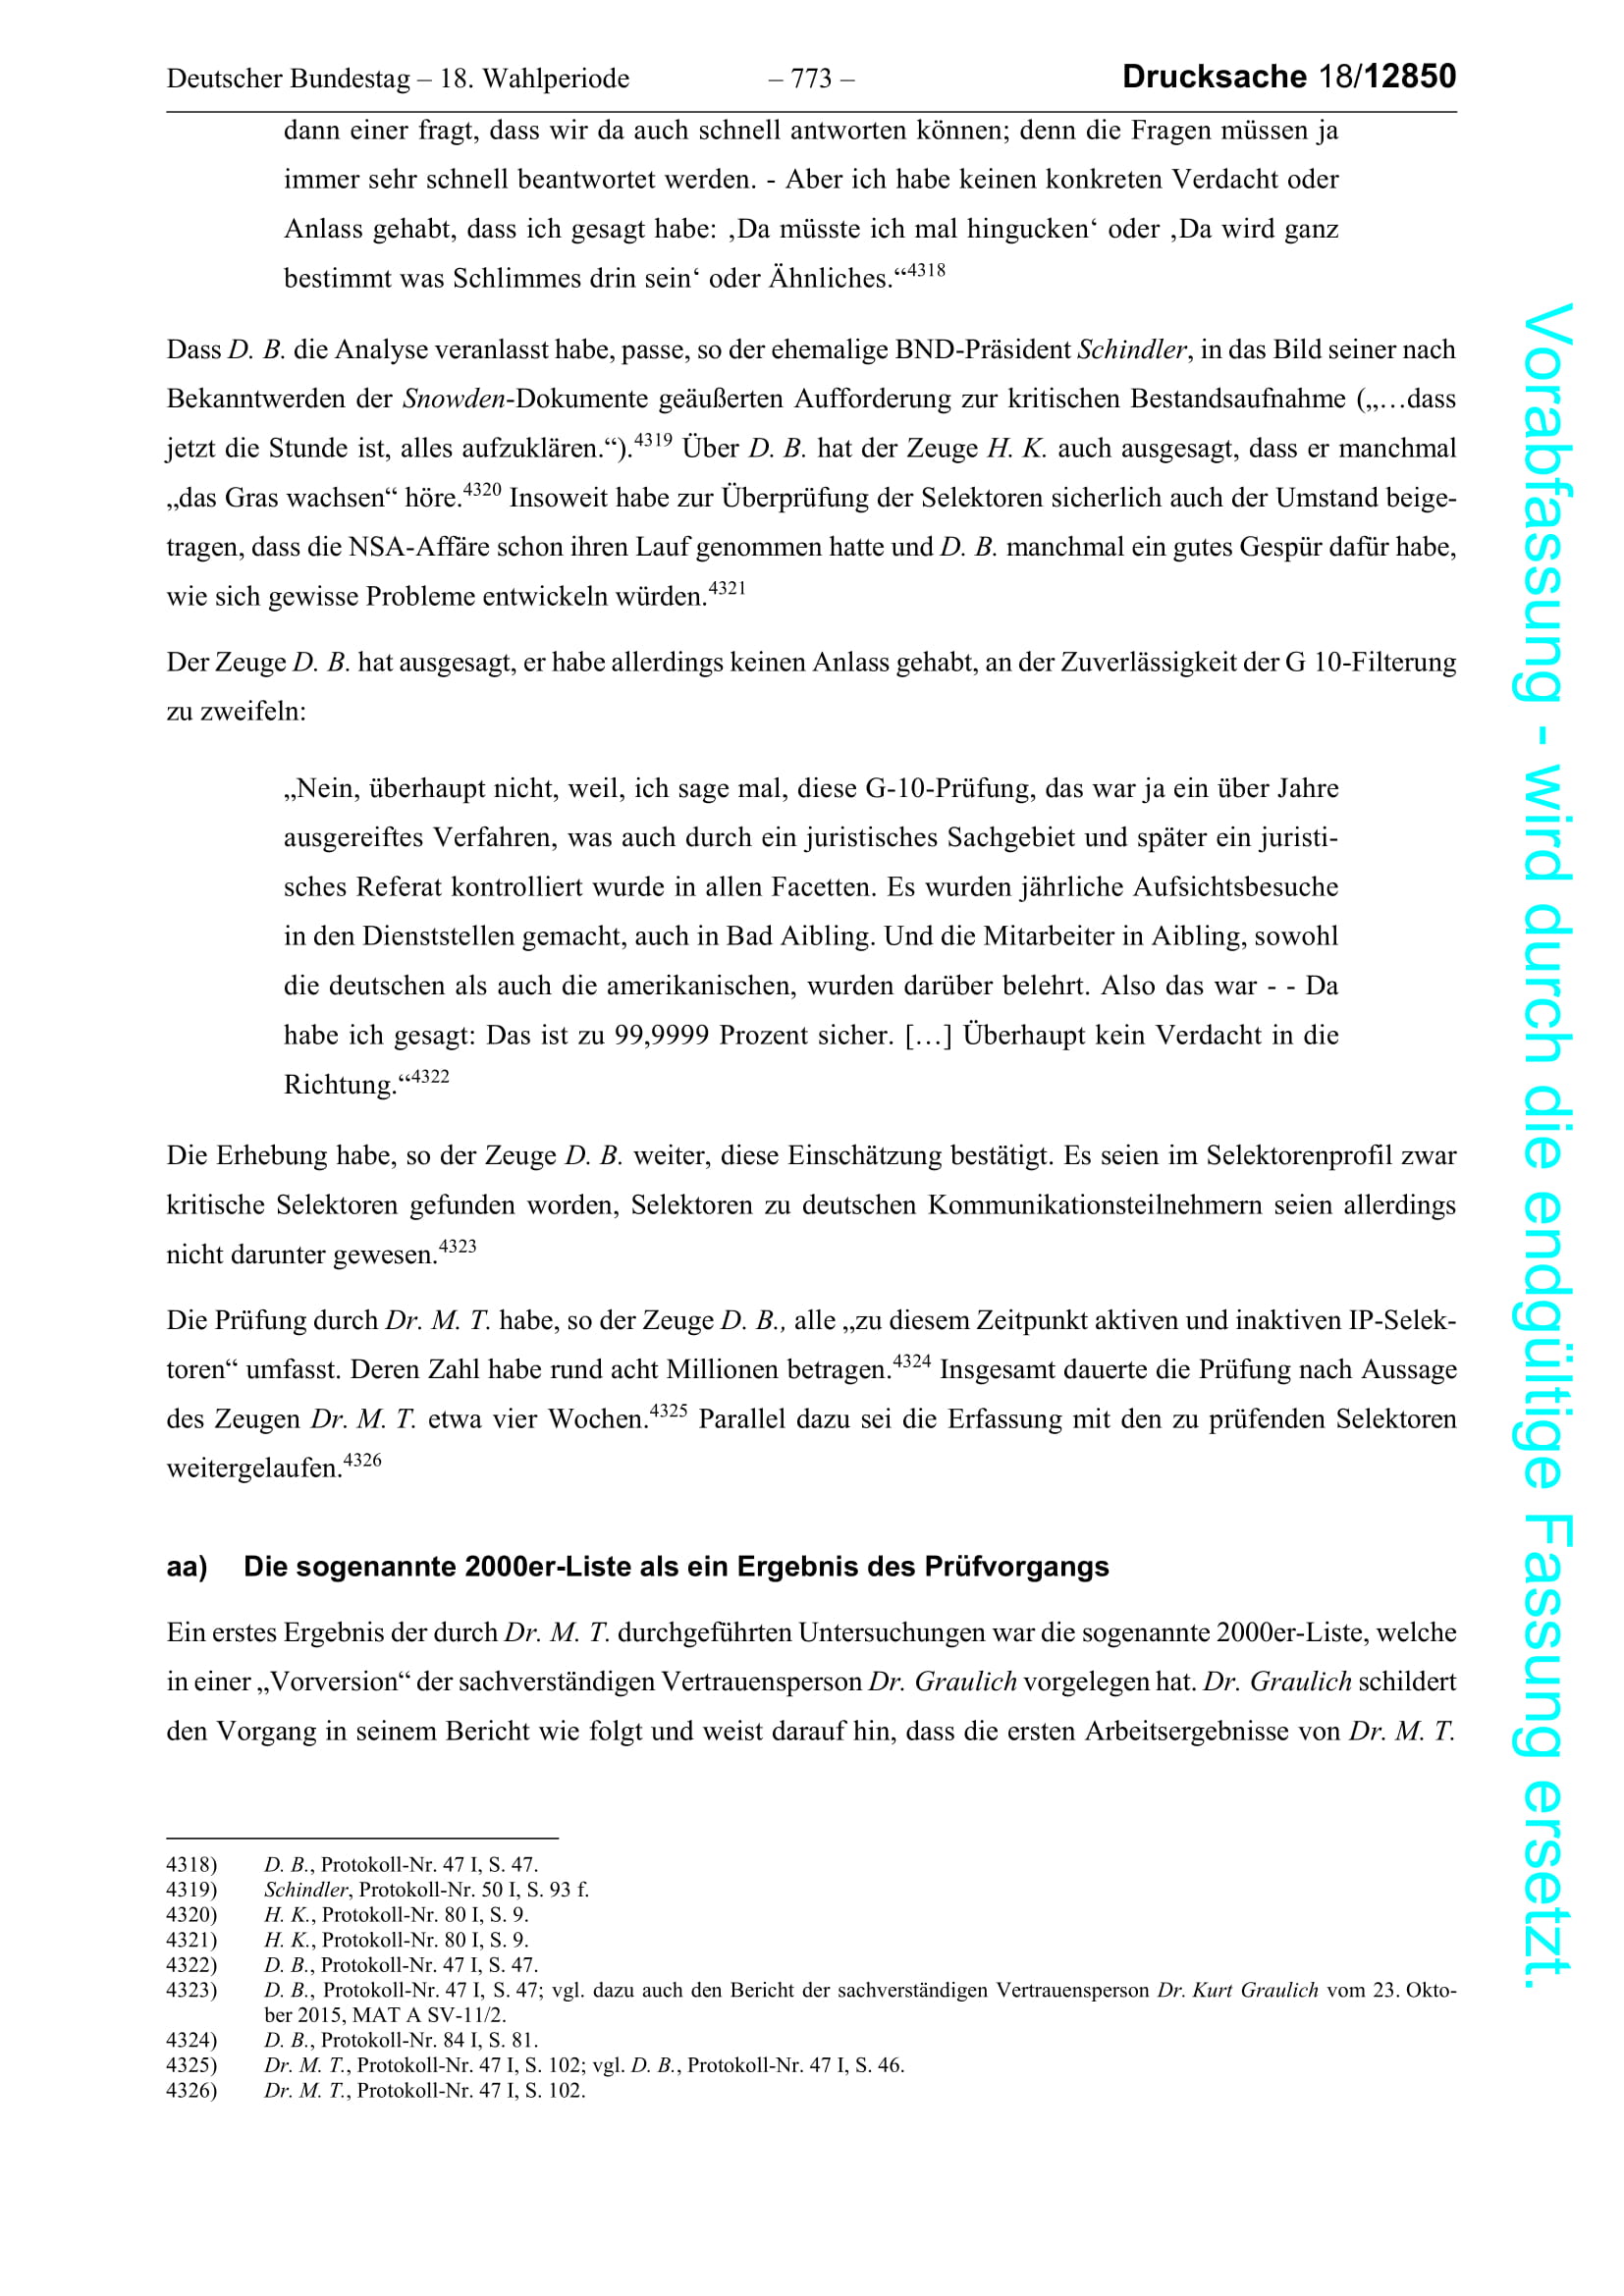 Deutscher Bundestag – 18. Wahlperiode – 773 – Drucksache 18/12850
dann einer fragt, dass wir da auch schnell antworten können; denn die Fragen müssen ja
immer sehr schnell beantwortet werden. - Aber ich habe keinen konkreten Verdacht oder
Anlass gehabt, dass ich gesagt habe: ‚Da müsste ich mal hingucken‘ oder ‚Da wird ganz
bestimmt was Schlimmes drin sein‘ oder Ähnliches.“4318
Dass D. B. die Analyse veranlasst habe, passe, so der ehemalige BND-Präsident Schindler, in das Bild seiner nach
Bekanntwerden der Snowden-Dokumente geäußerten Aufforderung zur kritischen Bestandsaufnahme („…dass
jetzt die Stunde ist, alles aufzuklären.“).4319 Über D. B. hat der Zeuge H. K. auch ausgesagt, dass er manchmal
„das Gras wachsen“ höre.4320 Insoweit habe zur Überprüfung der Selektoren sicherlich auch der Umstand beige-
tragen, dass die NSA-Affäre schon ihren Lauf genommen hatte und D. B. manchmal ein gutes Gespür dafür habe,
wie sich gewisse Probleme entwickeln würden.4321
Der Zeuge D. B. hat ausgesagt, er habe allerdings keinen Anlass gehabt, an der Zuverlässigkeit der G 10-Filterung
zu zweifeln:
„Nein, überhaupt nicht, weil, ich sage mal, diese G-10-Prüfung, das war ja ein über Jahre
ausgereiftes Verfahren, was auch durch ein juristisches Sachgebiet und später ein juristi-
sches Referat kontrolliert wurde in allen Facetten. Es wurden jährliche Aufsichtsbesuche
in den Dienststellen gemacht, auch in Bad Aibling. Und die Mitarbeiter in Aibling, sowohl
die deutschen als auch die amerikanischen, wurden darüber belehrt. Also das war - - Da
habe ich gesagt: Das ist zu 99,9999 Prozent sicher. […] Überhaupt kein Verdacht in die
Richtung.“4322
Die Erhebung habe, so der Zeuge D. B. weiter, diese Einschätzung bestätigt. Es seien im Selektorenprofil zwar
kritische Selektoren gefunden worden, Selektoren zu deutschen Kommunikationsteilnehmern seien allerdings
nicht darunter gewesen.4323
Die Prüfung durch Dr. M. T. habe, so der Zeuge D. B., alle „zu diesem Zeitpunkt aktiven und inaktiven IP-Selek-
toren“ umfasst. Deren Zahl habe rund acht Millionen betragen.4324 Insgesamt dauerte die Prüfung nach Aussage
des Zeugen Dr. M. T. etwa vier Wochen.4325 Parallel dazu sei die Erfassung mit den zu prüfenden Selektoren
weitergelaufen.4326
aa) Die sogenannte 2000er-Liste als ein Ergebnis des Prüfvorgangs
Ein erstes Ergebnis der durch Dr. M. T. durchgeführten Untersuchungen war die sogenannte 2000er-Liste, welche
in einer „Vorversion“ der sachverständigen Vertrauensperson Dr. Graulich vorgelegen hat. Dr. Graulich schildert
den Vorgang in seinem Bericht wie folgt und weist darauf hin, dass die ersten Arbeitsergebnisse von Dr. M. T.
4318) D. B., Protokoll-Nr. 47 I, S. 47.
4319) Schindler, Protokoll-Nr. 50 I, S. 93 f.
4320) H. K., Protokoll-Nr. 80 I, S. 9.
4321) H. K., Protokoll-Nr. 80 I, S. 9.
4322) D. B., Protokoll-Nr. 47 I, S. 47.
4323) D. B., Protokoll-Nr. 47 I, S. 47; vgl. dazu auch den Bericht der sachverständigen Vertrauensperson Dr. Kurt Graulich vom 23. Okto-
ber 2015, MAT A SV-11/2.
4324) D. B., Protokoll-Nr. 84 I, S. 81.
4325) Dr. M. T., Protokoll-Nr. 47 I, S. 102; vgl. D. B., Protokoll-Nr. 47 I, S. 46.
4326) Dr. M. T., Protokoll-Nr. 47 I, S. 102.
Vorabfassung - wird durch die endgültige Fassung ersetzt.